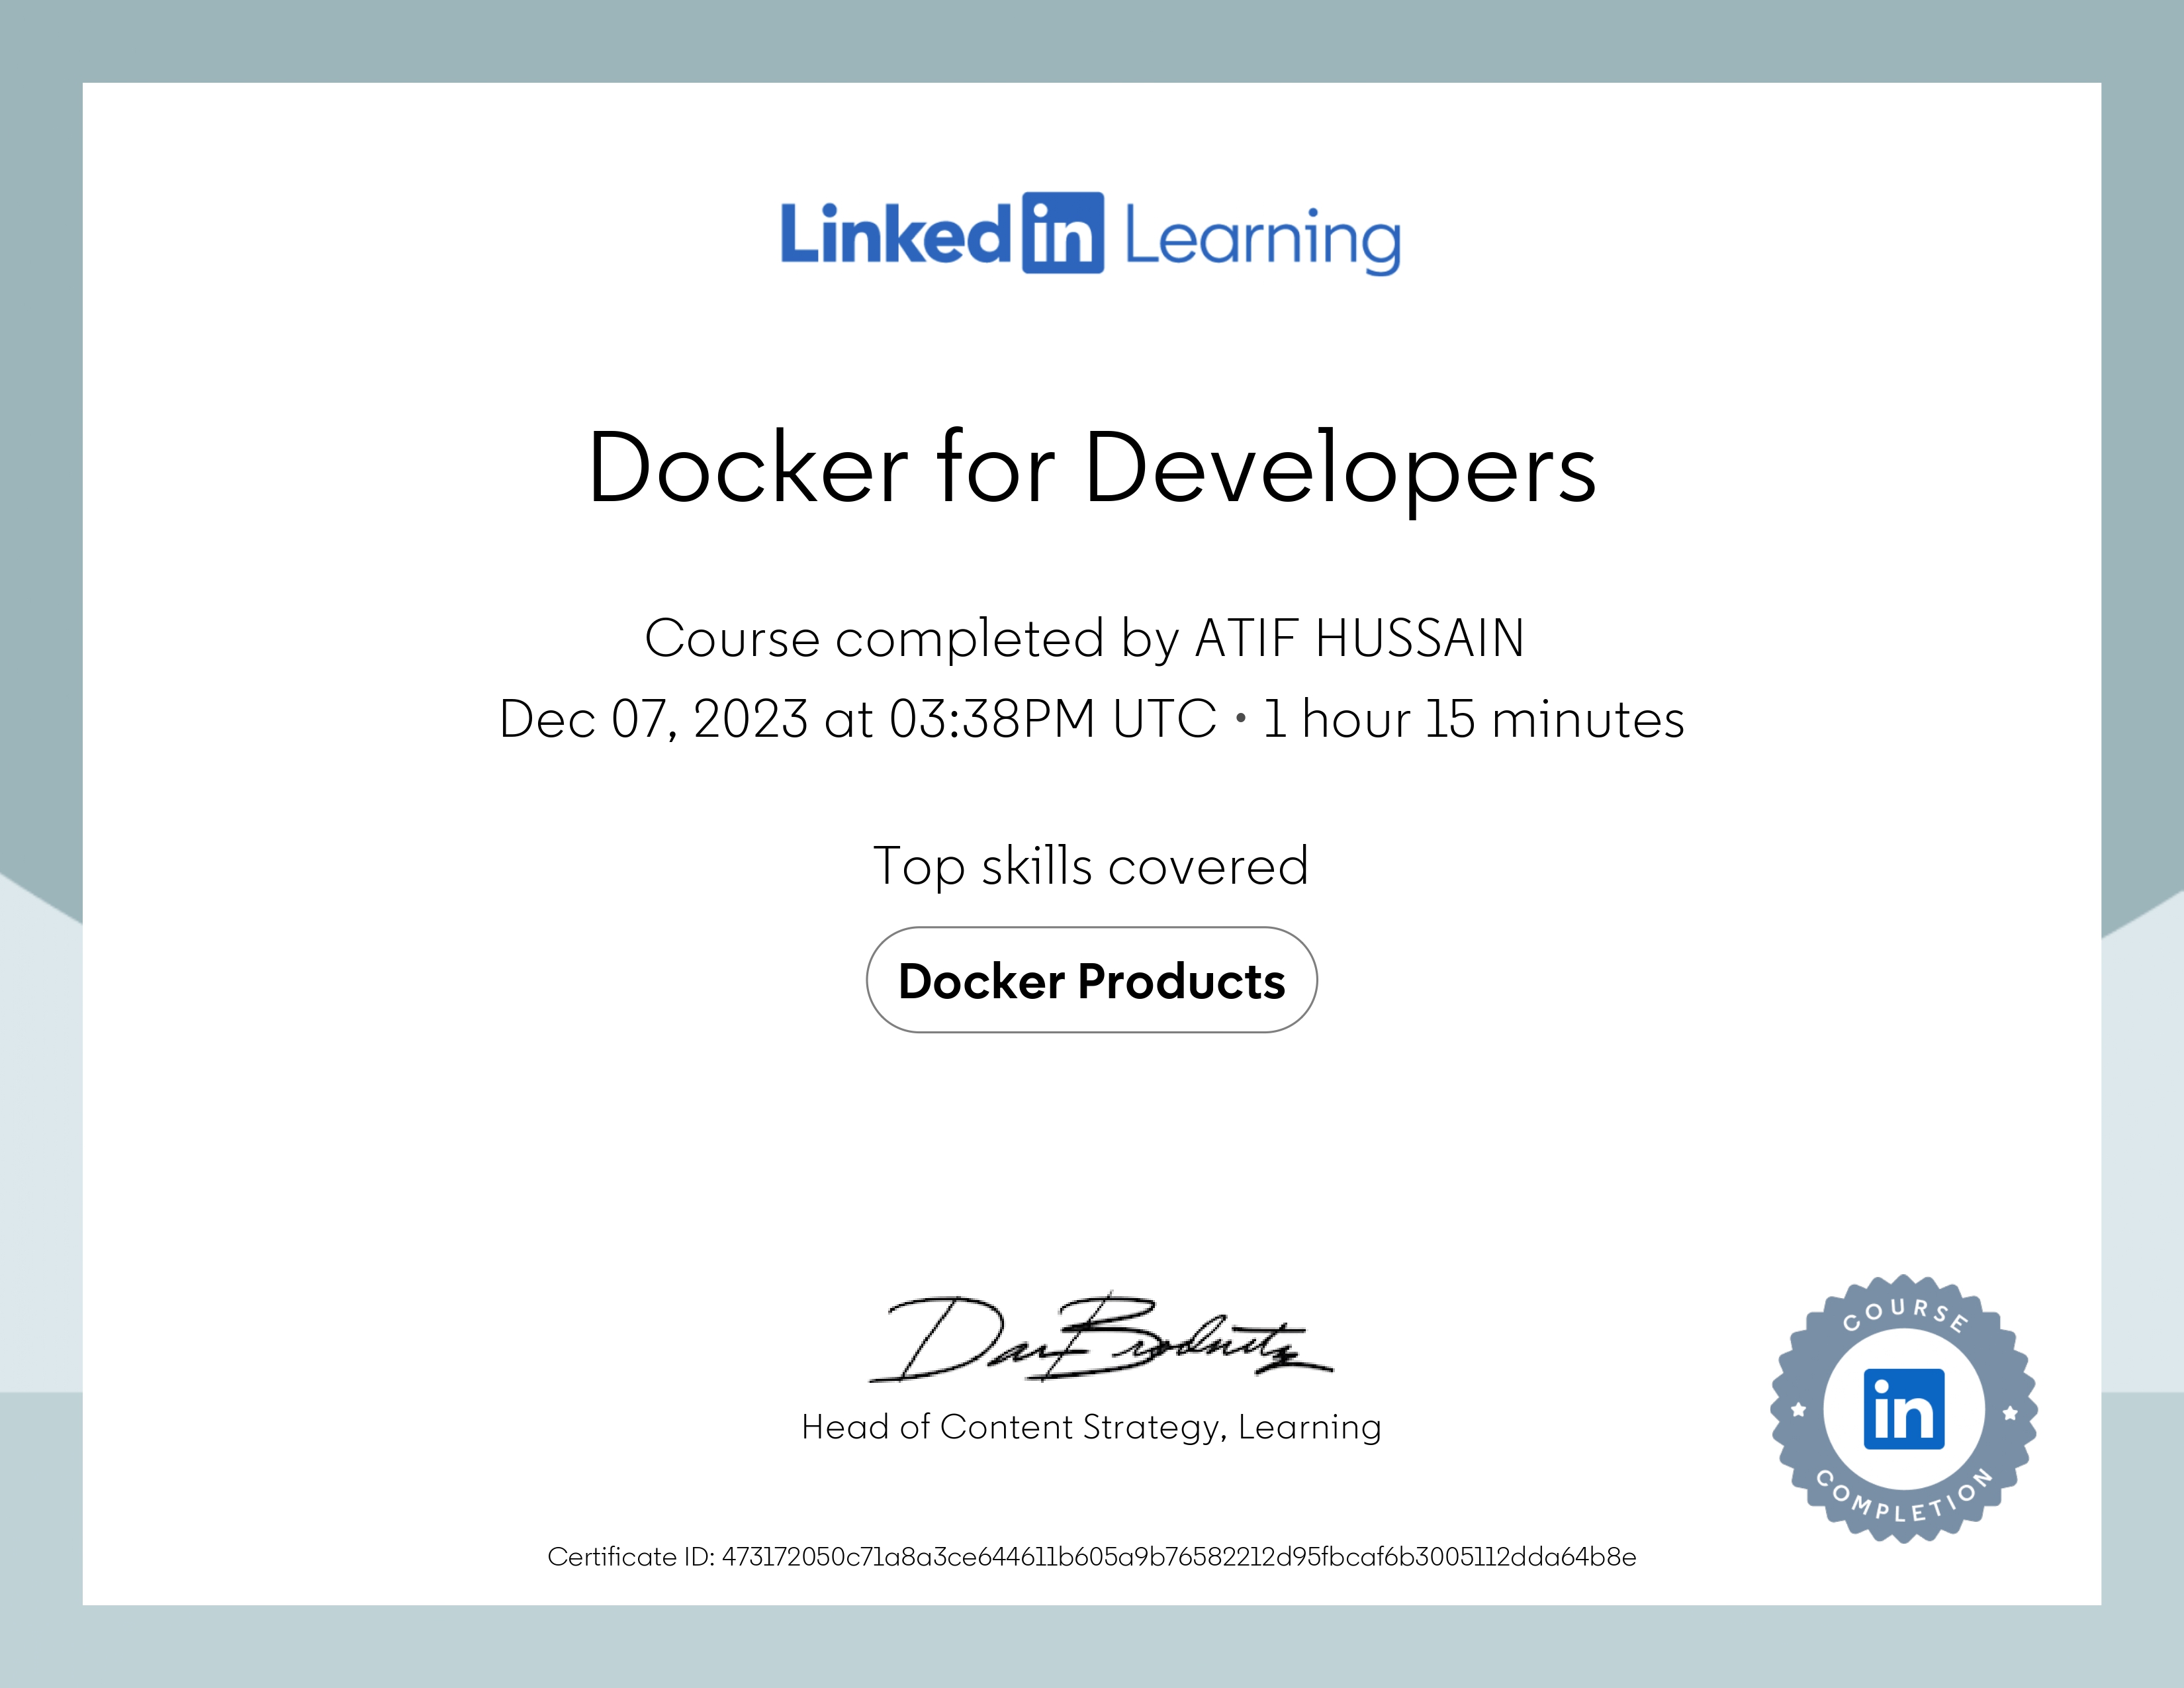 Linked in Learning
Docker for Developers
Course completed by ATIF HUSSAIN
Dec 07, 2023 at 03:38PM UTC • 1 hour 15 minutes
Top skills covered
Docker Products
Dan Brodnitz
Head of Content Strategy, Learning
COURSE
in
COMPLETION
Certificate ID: 473172050c71a8a3ce644611b605a9b76582212d95fbcaf6b3005112dda64b8e